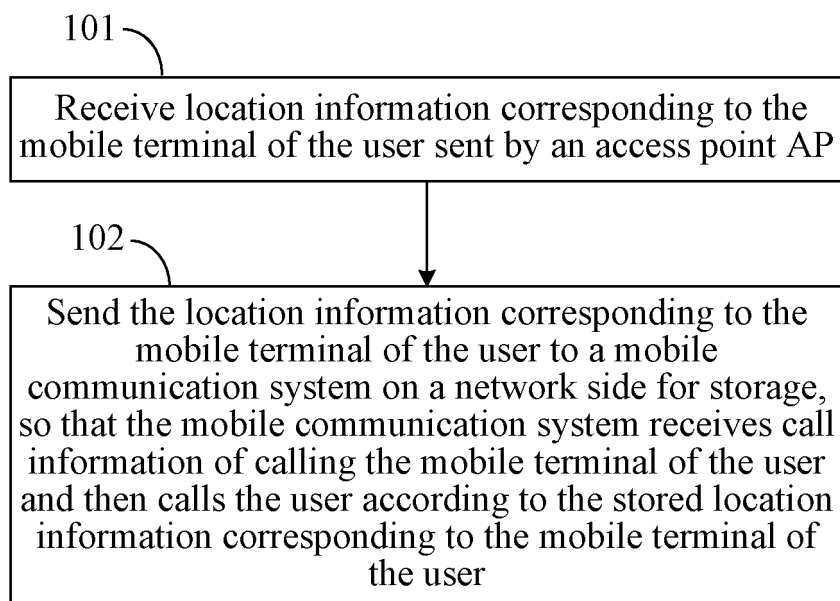 101
Receive location information corresponding to the
mobile terminal of the user sent by an access point AP
102
Send the location information corresponding to the
mobile terminal of the user to a mobile
communication system on a network side for storage,
so that the mobile communication system receives call
information of calling the mobile terminal of the user
and then calls the user according to the stored location
information corresponding to the mobile terminal of
the user